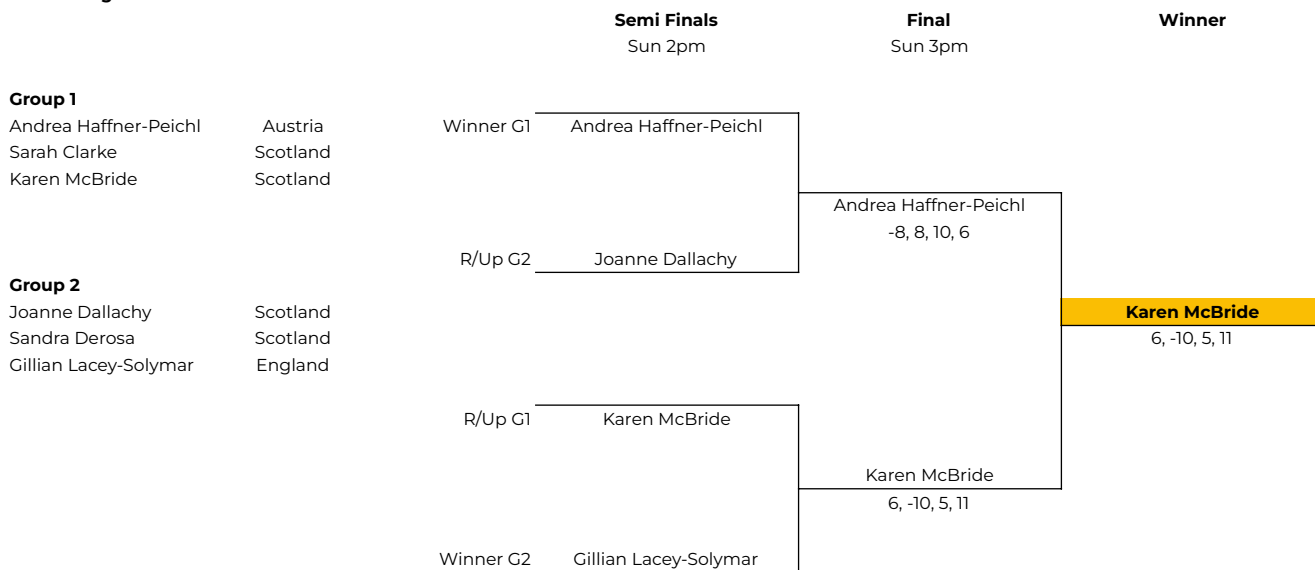 Semi Finals Final Winner
Sun 2pm Sun 3pm
Group 1
Andrea Haffner-Peichl Austria Winner G1 Andrea Haffner-Peichl
Sarah Clarke Scotland
Karen McBride Scotland
Andrea Haffner-Peichl
-8, 8, 10, 6
R/Up G2 Joanne Dallachy
Group 2
Joanne Dallachy Scotland Karen McBride
Sandra Derosa Scotland 6, -10, 5, 11
Gillian Lacey-Solymar England
R/Up G1 Karen McBride
Karen McBride
6, -10, 5, 11
Winner G2 Gillian Lacey-Solymar